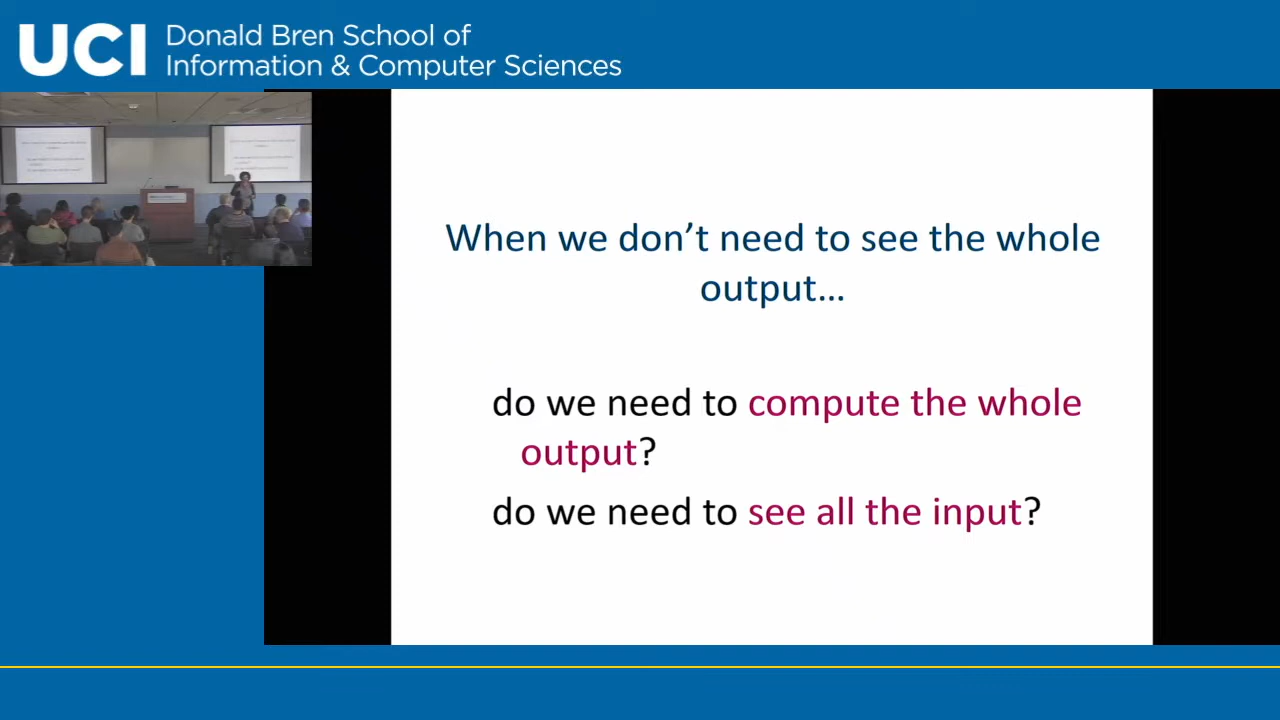 UCI
Donald Bren School of
Information & Computer Sciences
When we don’t need to see the whole
output…
do we need to compute the whole
output?
do we need to see all the input?